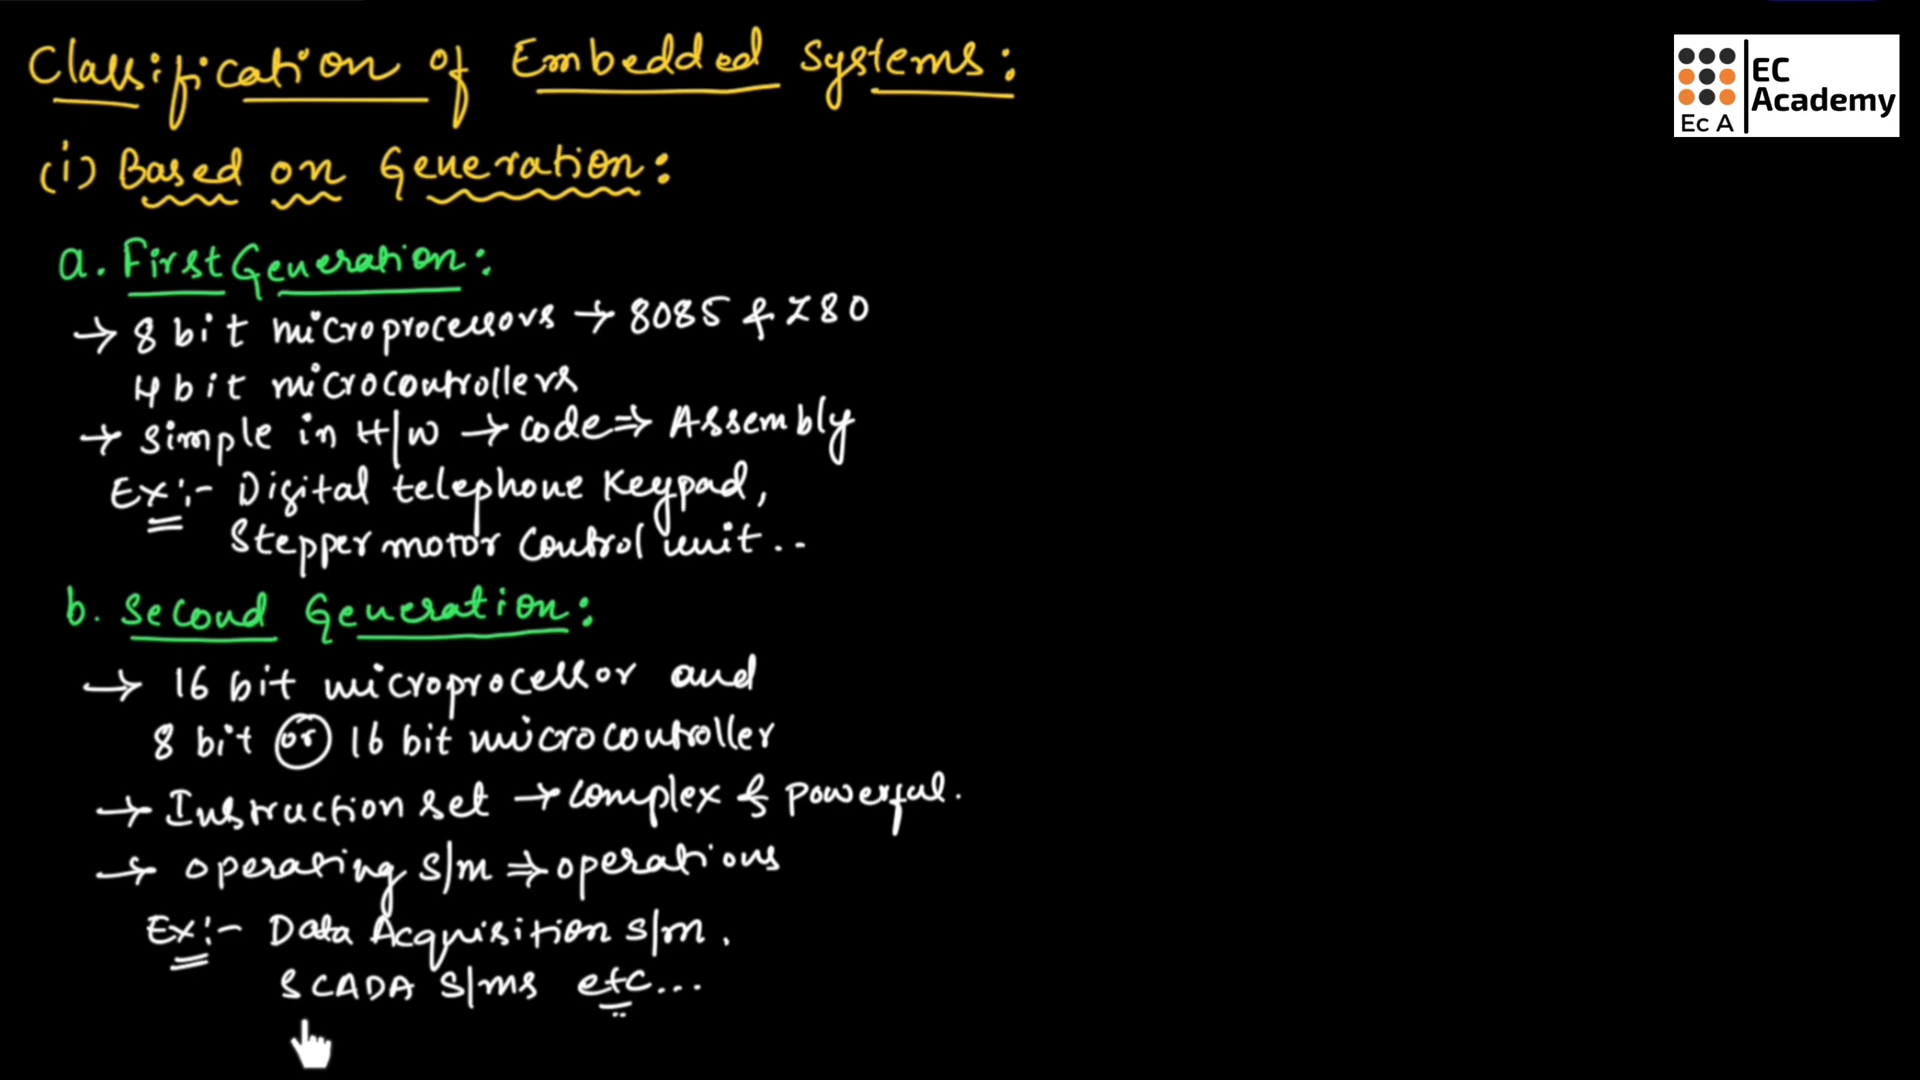 Classification of Embedded Systems:
(i) Based on Generation:
a. First Generation:
→ 8 bit microprocessors → 8085 & Z80
4 bit microcontrollers
→ Simple in H/W → code ⇒ Assembly
Ex:- Digital telephone Keypad,
Stepper motor Control unit..
b. Second Generation:
→ 16 bit microprocessor and
8 bit or 16 bit microcontroller
→ Instruction set → complex & powerful.
→ operating s/m ⇒ operations
Ex:- Data Acquisition s/m,
SCADA s/ms etc...
EC
Academy
Ec A